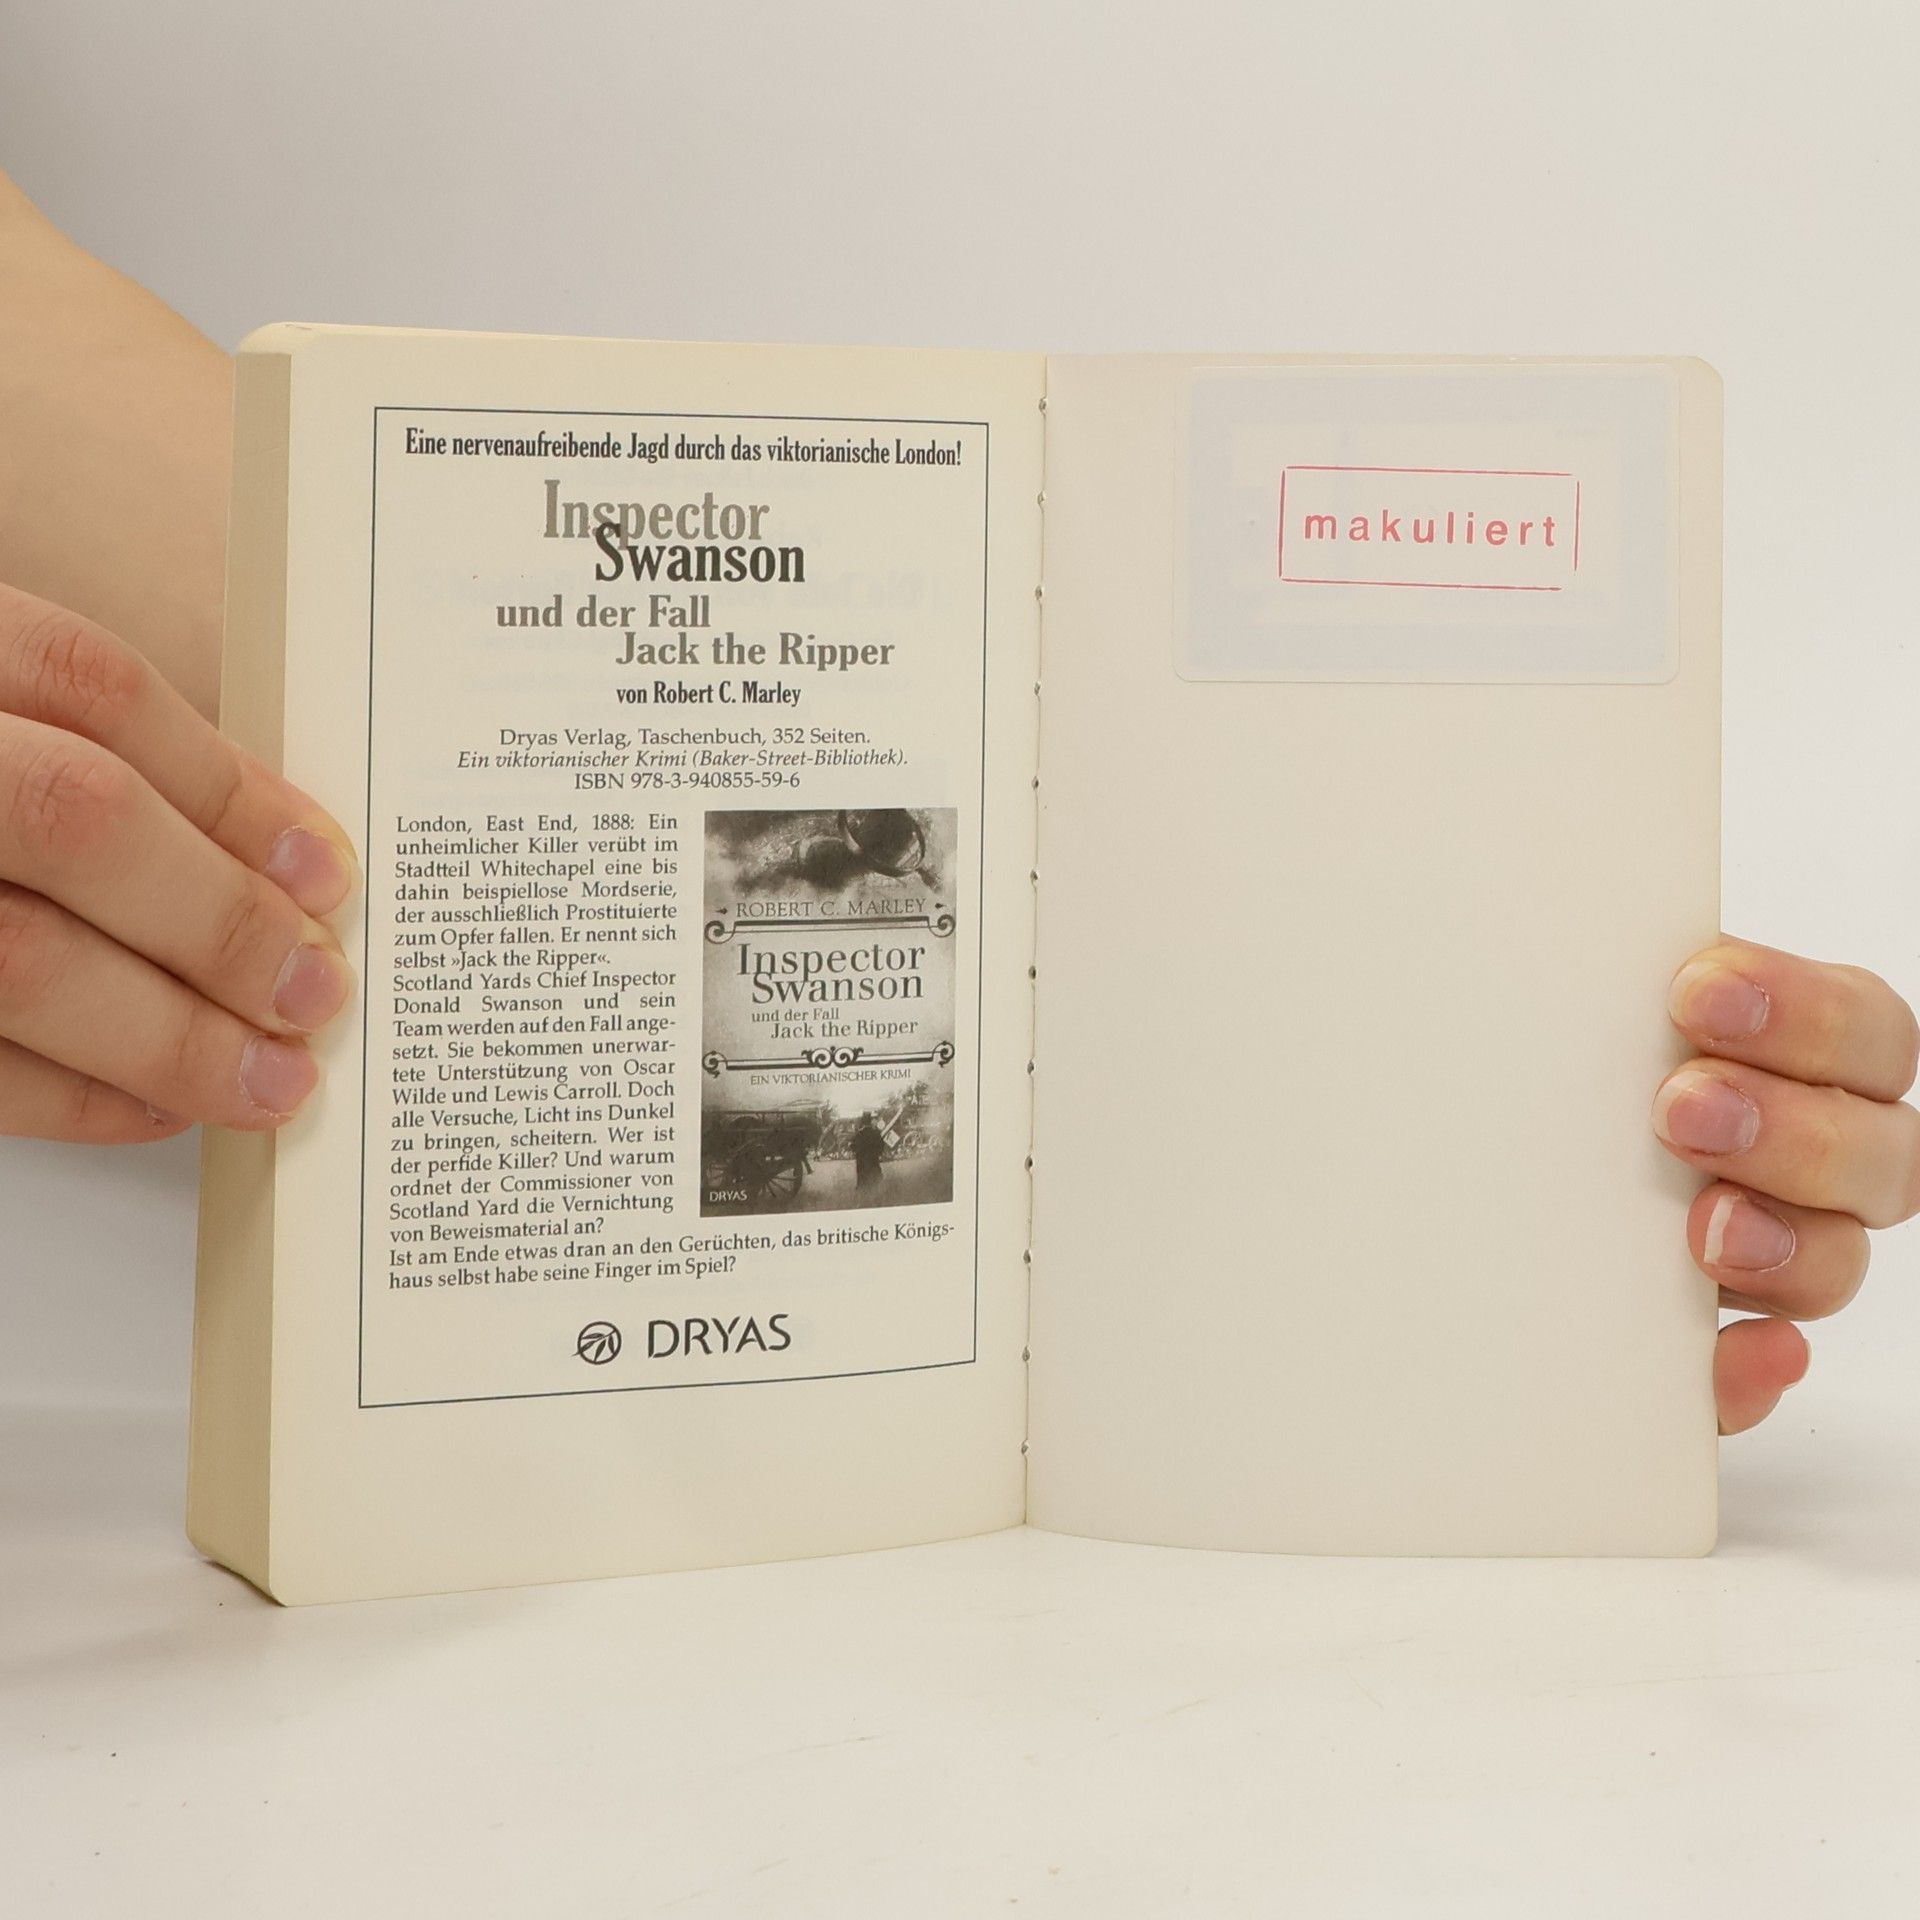 Eine nervenaufreibende Jagd durch das viktorianische London!
Inspector
Swanson
und der Fall
Jack the Ripper
von Robert C. Marley
Dryas Verlag, Taschenbuch, 352 Seiten.
Ein viktorianischer Krimi (Baker-Street-Bibliothek).
ISBN 978-3-940855-59-6
London, East End, 1888: Ein
unheimlicher Killer verübt im
Stadtteil Whitechapel eine bis
dahin beispiellose Mordserie,
der ausschließlich Prostituierte
zum Opfer fallen. Er nennt sich
selbst »Jack the Ripper«.
Scotland Yards Chief Inspector
Donald Swanson und sein
Team werden auf den Fall ange-
setzt. Sie bekommen unerwar-
tete Unterstützung von Oscar
Wilde und Lewis Carroll. Doch
alle Versuche, Licht ins Dunkel
zu bringen, scheitern. Wer ist
der perfide Killer? Und warum
ordnet der Commissioner von
Scotland Yard die Vernichtung
von Beweismaterial an?
Ist am Ende etwas dran an den Gerüchten, das britische Königs-
haus selbst habe seine Finger im Spiel?
ROBERT C. MARLEY
Inspector
Swanson
und der Fall
Jack the Ripper
EIN VIKTORIANISCHER KRIMI
DRYAS
DRYAS
makuliert